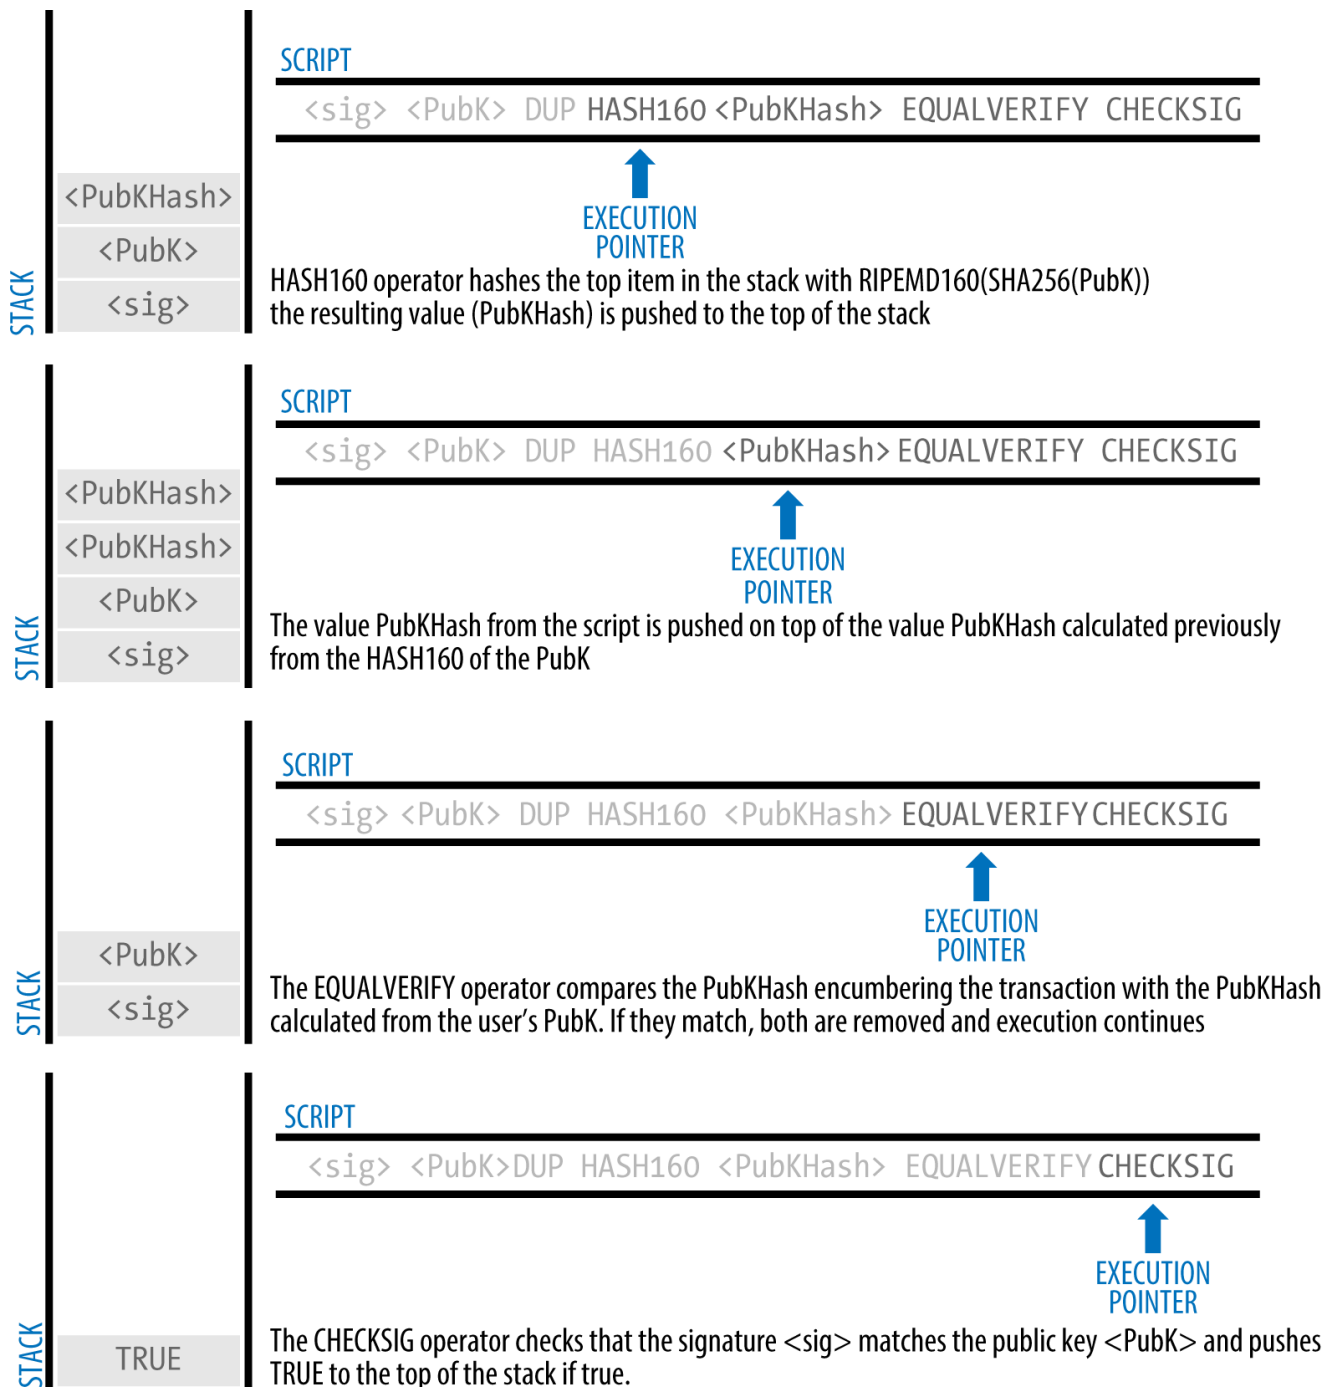 SCRIPT
<sig> <PubK> DUP HASH160 <PubKHash> EQUALVERIFY CHECKSIG
EXECUTION
POINTER
<PubKHash>
<PubK>
<sig>
STACK
HASH160 operator hashes the top item in the stack with RIPEMD160(SHA256(PubK))
the resulting value (PubKHash) is pushed to the top of the stack
SCRIPT
<sig> <PubK> DUP HASH160 <PubKHash> EQUALVERIFY CHECKSIG
EXECUTION
POINTER
<PubKHash>
<PubKHash>
<PubK>
<sig>
STACK
The value PubKHash from the script is pushed on top of the value PubKHash calculated previously
from the HASH160 of the PubK
SCRIPT
<sig> <PubK> DUP HASH160 <PubKHash> EQUALVERIFY CHECKSIG
EXECUTION
POINTER
<PubK>
<sig>
STACK
The EQUALVERIFY operator compares the PubKHash encumbering the transaction with the PubKHash
calculated from the user’s PubK. If they match, both are removed and execution continues
SCRIPT
<sig> <PubK> DUP HASH160 <PubKHash> EQUALVERIFY CHECKSIG
EXECUTION
POINTER
TRUE
STACK
The CHECKSIG operator checks that the signature <sig> matches the public key <PubK> and pushes
TRUE to the top of the stack if true.